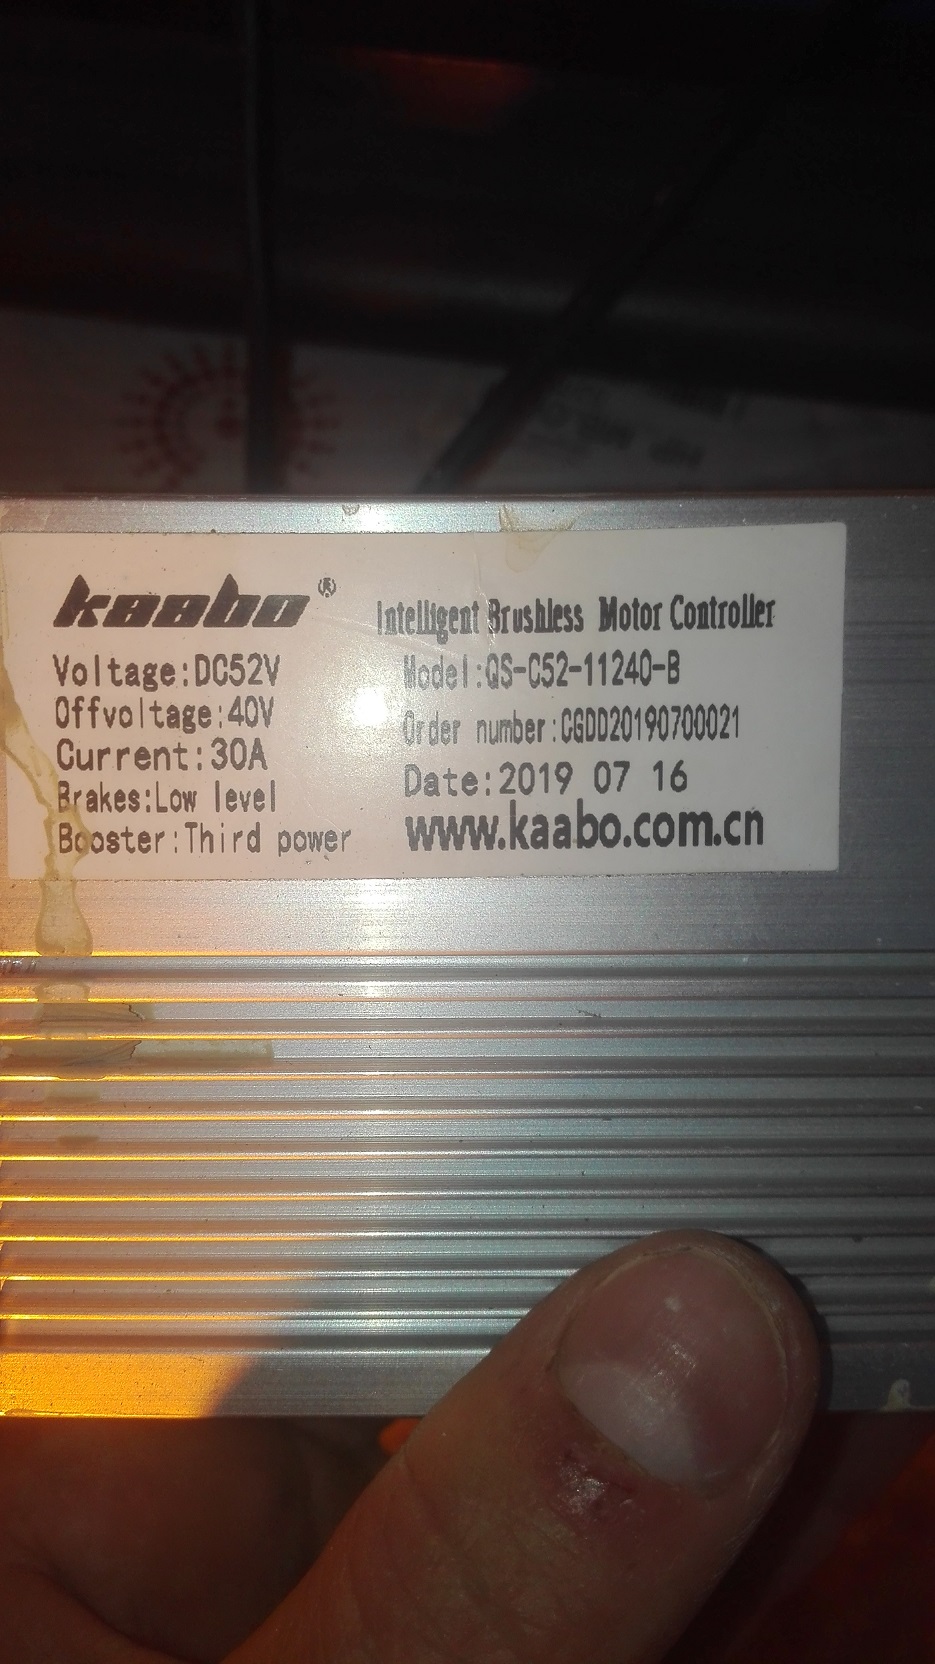 kaabo®
Intelligent Brushless Motor Controller
Voltage:DC52V
Model:QS-C52-11240-B
Offvoltage:40V
Order number:CGDD20190700021
Current:30A
Date:2019 07 16
Brakes:Low level
www.kaabo.com.cn
Booster:Third power